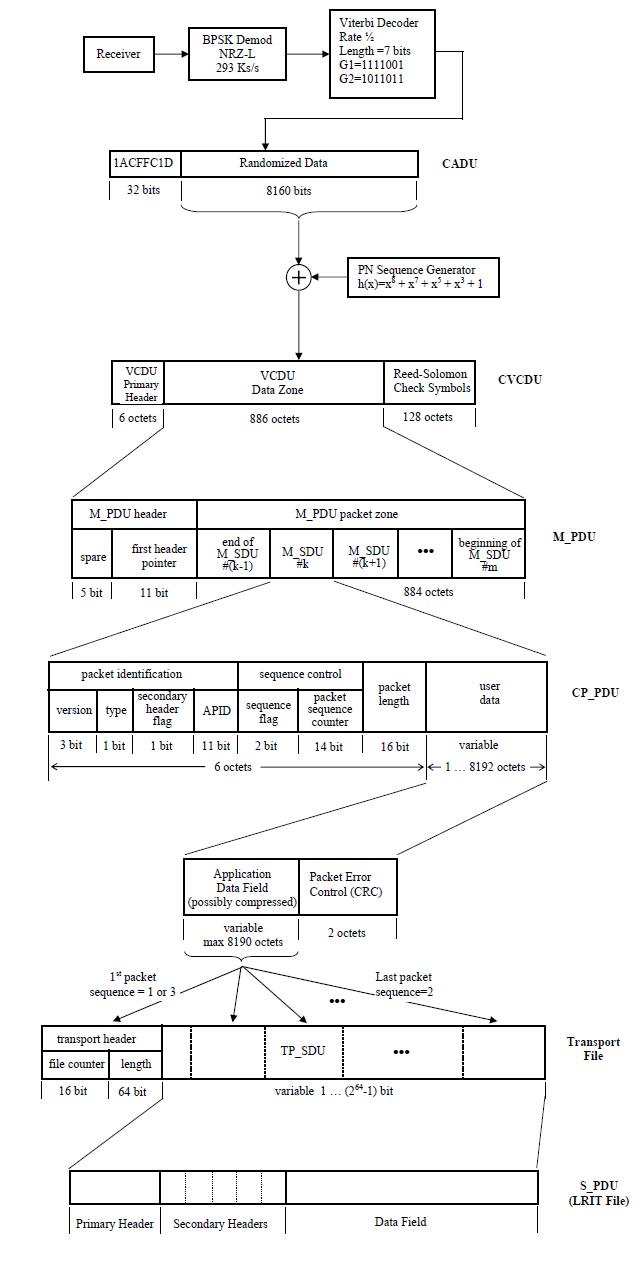 Receiver
BPSK Demod
NRZ-L
293 Ks/s
Viterbi Decoder
Rate ½
Length =7 bits
G1=1111001
G2=1011011
1ACFFC1D
Randomized Data
CADU
32 bits
8160 bits
+
PN Sequence Generator
h(x)=x⁸ + x⁷ + x⁵ + x³ + 1
VCDU
Primary
Header
VCDU
Data Zone
Reed-Solomon
Check Symbols
CVCDU
6 octets
886 octets
128 octets
M_PDU header
M_PDU packet zone
M_PDU
spare
first header
pointer
end of
M_SDU
#(k-1)
M_SDU
#k
M_SDU
#(k+1)
•••
beginning of
M_SDU
#m
5 bit
11 bit
884 octets
packet identification
sequence control
packet
length
user
data
CP_PDU
version
type
secondary
header
flag
APID
sequence
flag
packet
sequence
counter
3 bit
1 bit
1 bit
11 bit
2 bit
14 bit
16 bit
variable
6 octets
1 … 8192 octets
Application
Data Field
(possibly compressed)
Packet Error
Control (CRC)
variable
max 8190 octets
2 octets
1st packet
sequence = 1 or 3
•••
Last packet
sequence=2
transport header
file counter
length
TP_SDU
•••
Transport
File
16 bit
64 bit
variable 1 … (2⁶⁴-1) bit
S_PDU
(LRIT File)
Primary Header
Secondary Headers
Data Field